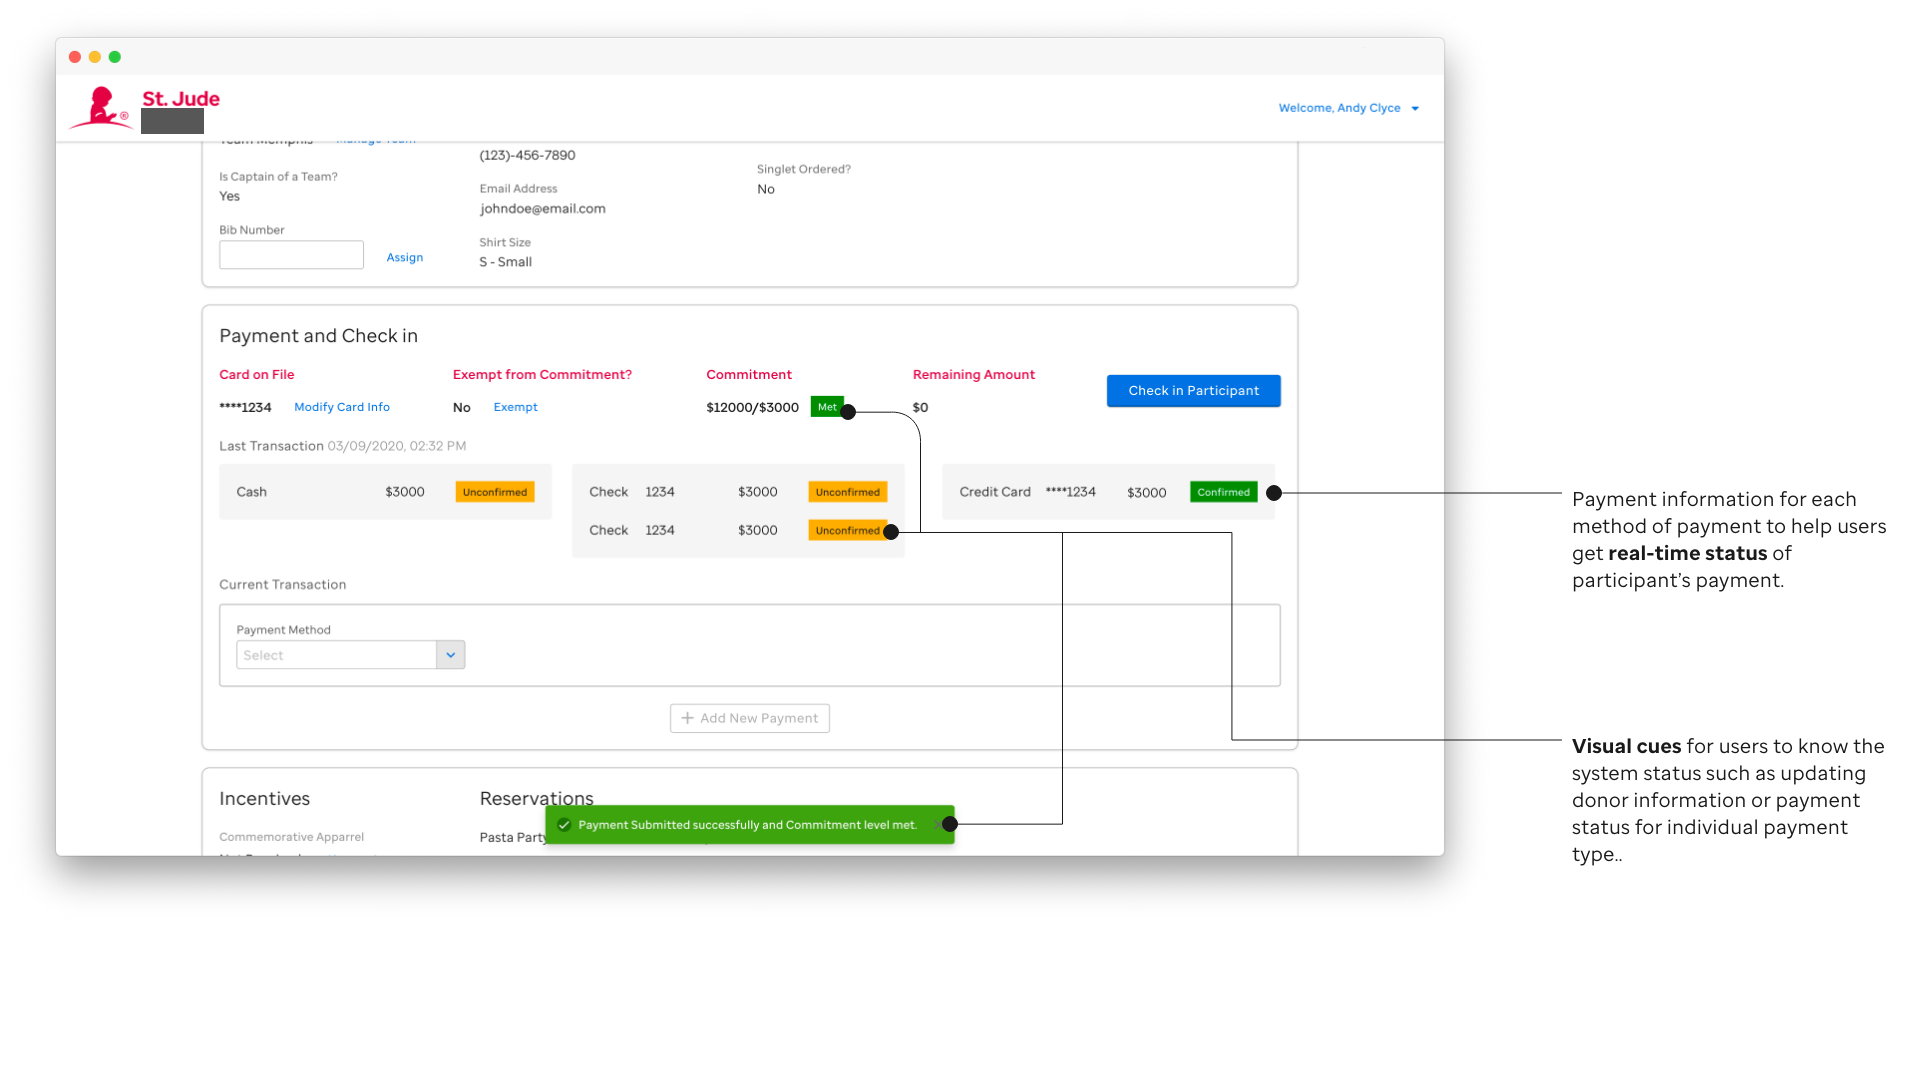 St. Jude
®
Welcome, Andy Clyce
Team Memphis Manage Team
(123)-456-7890
Singlet Ordered?
No
Is Captain of a Team?
Yes
Email Address
johndoe@email.com
Bib Number
Assign
Shirt Size
S - Small
Payment and Check in
Card on File
Exempt from Commitment?
Commitment
Remaining Amount
Check in Participant
****1234 Modify Card Info
No Exempt
$12000/$3000 Met
$0
Last Transaction 03/09/2020, 02:32 PM
Cash $3000 Unconfirmed
Check 1234 $3000 Unconfirmed
Check 1234 $3000 Unconfirmed
Credit Card ****1234 $3000 Confirmed
Current Transaction
Payment Method
Select
Add New Payment
Incentives
Reservations
Commemorative Apparrel
Pasta Party
Payment Submitted successfully and Commitment level met.
Payment information for each
method of payment to help users
get real-time status of
participant’s payment.
Visual cues for users to know the
system status such as updating
donor information or payment
status for individual payment
type..